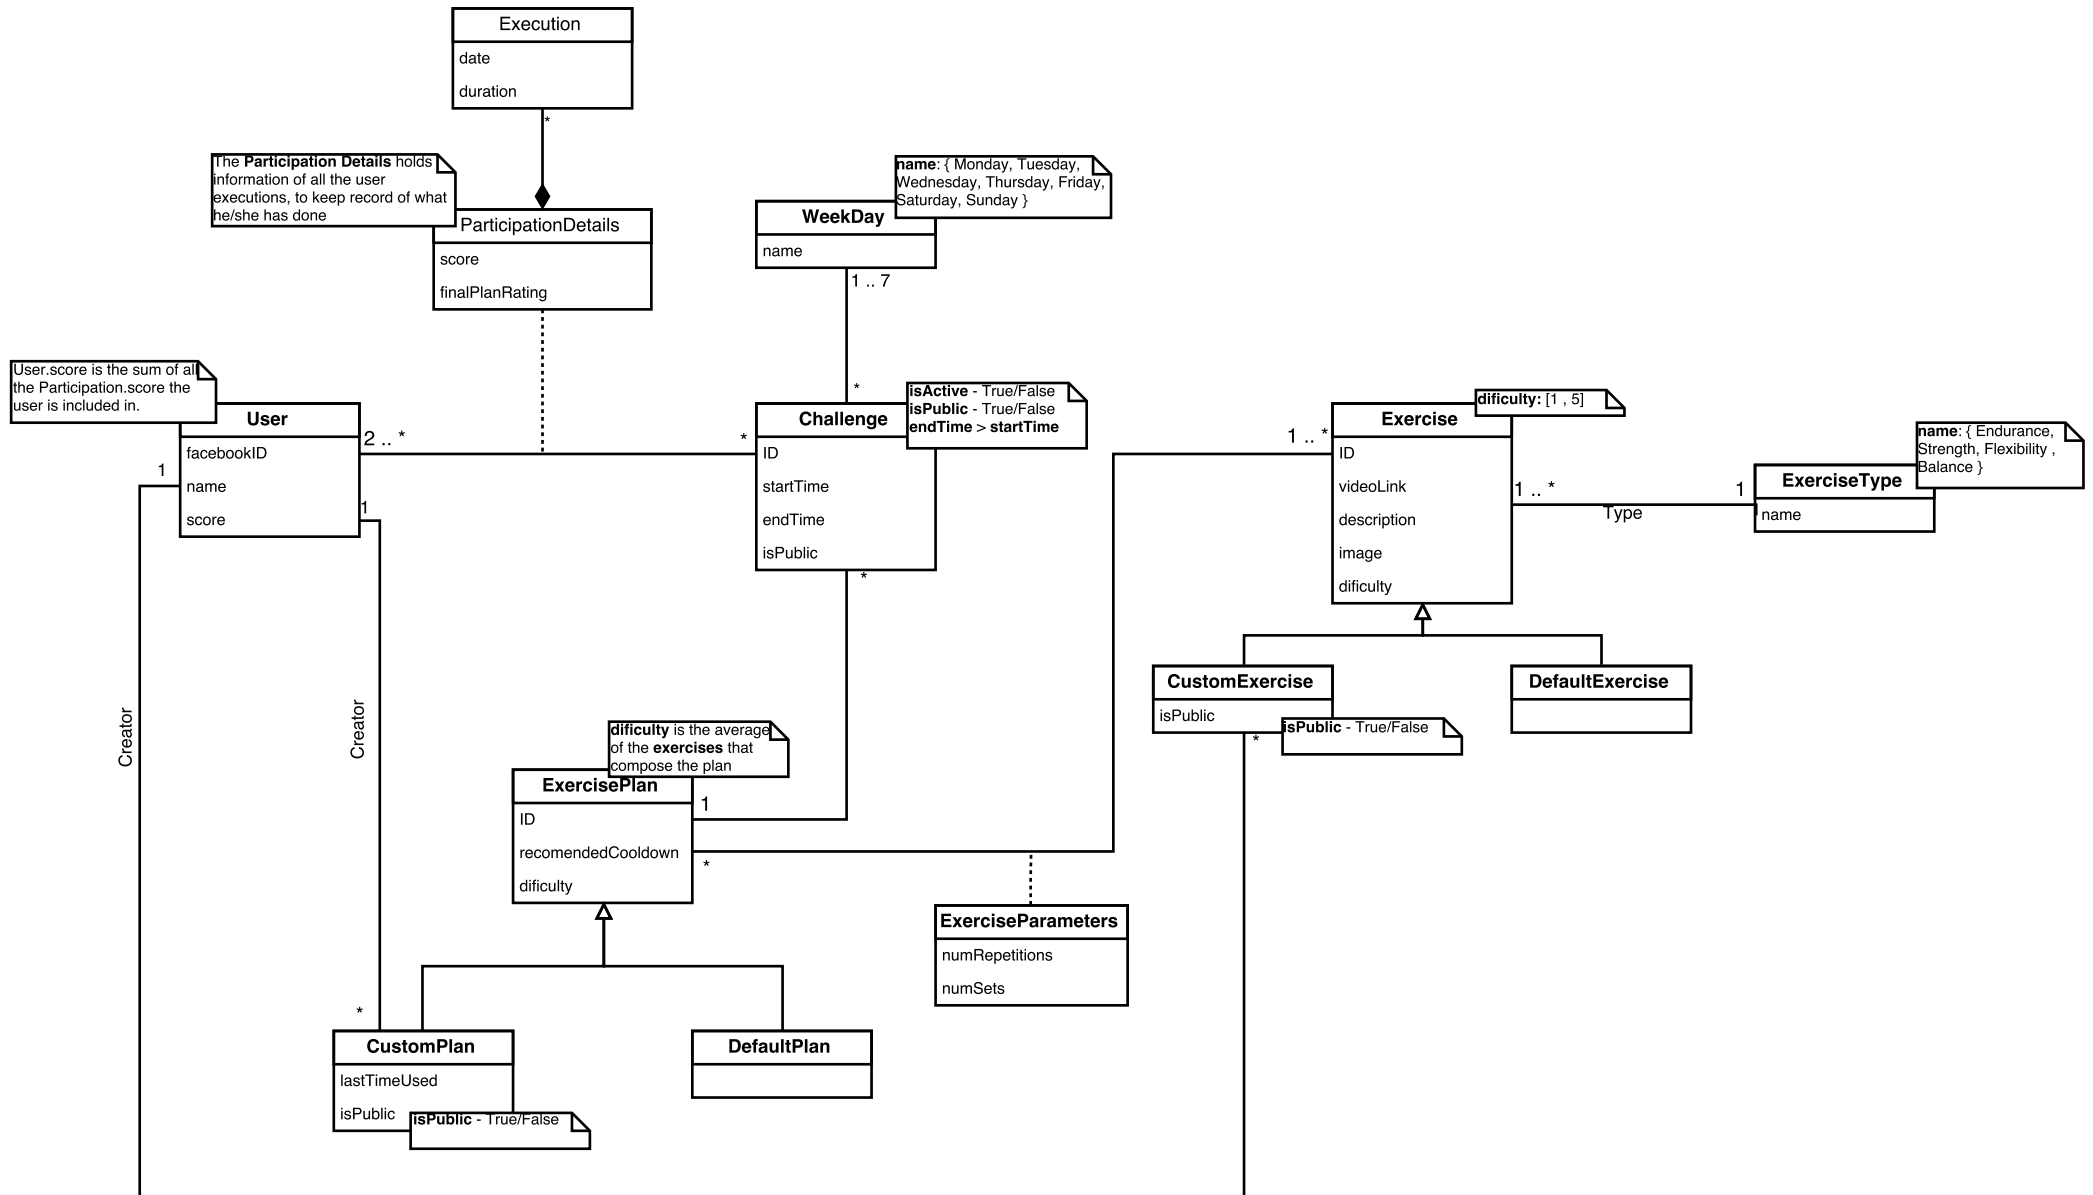 Execution
date
duration
*
The Participation Details holds
information of all the user
executions, to keep record of what
he/she has done
ParticipationDetails
score
finalPlanRating
name: { Monday, Tuesday,
Wednesday, Thursday, Friday,
Saturday, Sunday }
WeekDay
name
1 .. 7
*
User.score is the sum of all
the Participation.score the
user is included in.
User
facebookID
name
score
2 .. *
*
1
1
isActive - True/False
isPublic - True/False
endTime > startTime
Challenge
ID
startTime
endTime
isPublic
*
dificulty: [1 , 5]
Exercise
ID
videoLink
description
image
dificulty
1 .. *
1 .. *
Type
1
name: { Endurance,
Strength, Flexibility ,
Balance }
ExerciseType
name
CustomExercise
isPublic
isPublic - True/False
*
DefaultExercise
Creator
Creator
dificulty is the average
of the exercises that
compose the plan
ExercisePlan
ID
recomendedCooldown
dificulty
1
*
ExerciseParameters
numRepetitions
numSets
*
CustomPlan
lastTimeUsed
isPublic
isPublic - True/False
DefaultPlan